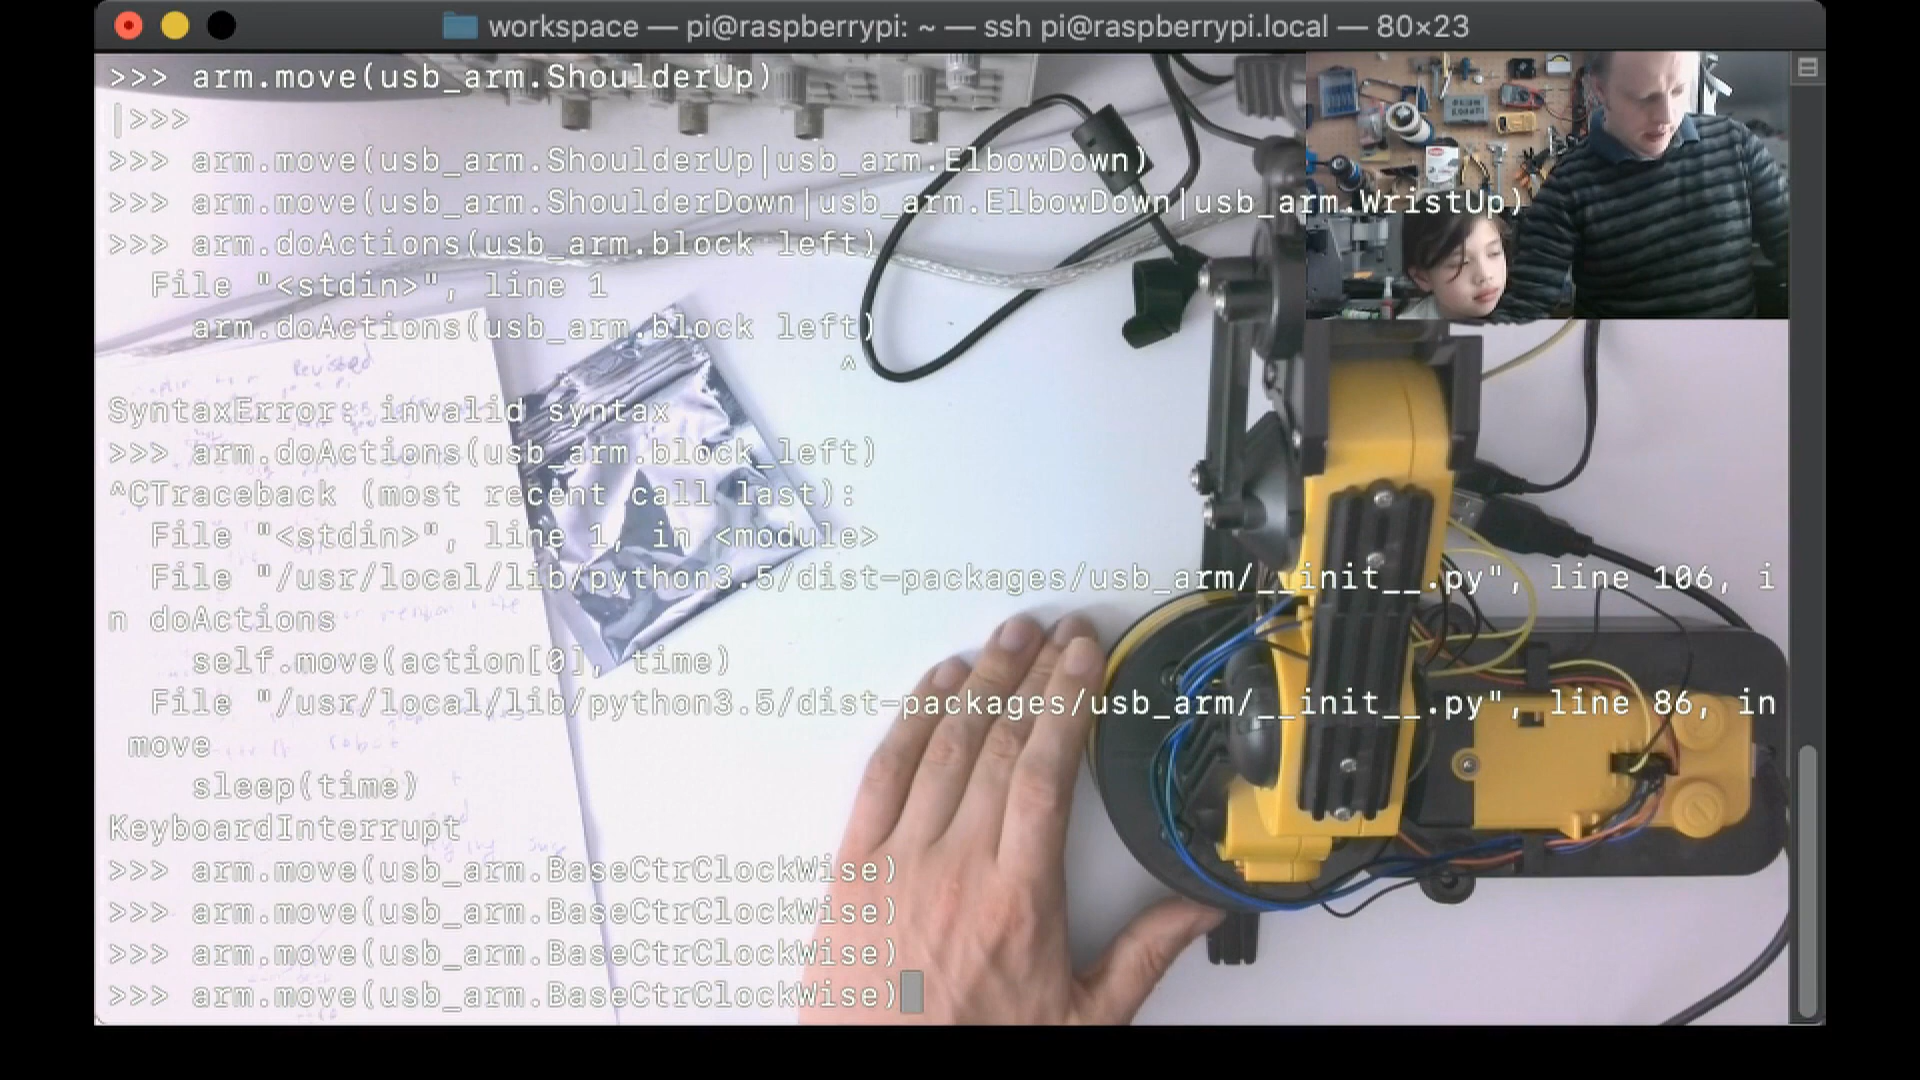 workspace — pi@raspberrypi: ~ — ssh pi@raspberrypi.local — 80×23
>>> arm.move(usb_arm.ShoulderUp)
>>>
>>> arm.move(usb_arm.ShoulderUp|usb_arm.ElbowDown)
>>> arm.move(usb_arm.ShoulderDown|usb_arm.ElbowDown|usb_arm.WristUp)
>>> arm.doActions(usb_arm.block left)
  File "<stdin>", line 1
    arm.doActions(usb_arm.block left)
                                   ^
SyntaxError: invalid syntax
>>> arm.doActions(usb_arm.block_left)
^CTraceback (most recent call last):
  File "<stdin>", line 1, in <module>
  File "/usr/local/lib/python3.5/dist-packages/usb_arm/__init__.py", line 106, i
n doActions
    self.move(action[0], time)
  File "/usr/local/lib/python3.5/dist-packages/usb_arm/__init__.py", line 86, in
 move
    sleep(time)
KeyboardInterrupt
>>> arm.move(usb_arm.BaseCtrClockWise)
>>> arm.move(usb_arm.BaseCtrClockWise)
>>> arm.move(usb_arm.BaseCtrClockWise)
>>> arm.move(usb_arm.BaseCtrClockWise)
Revised
robot